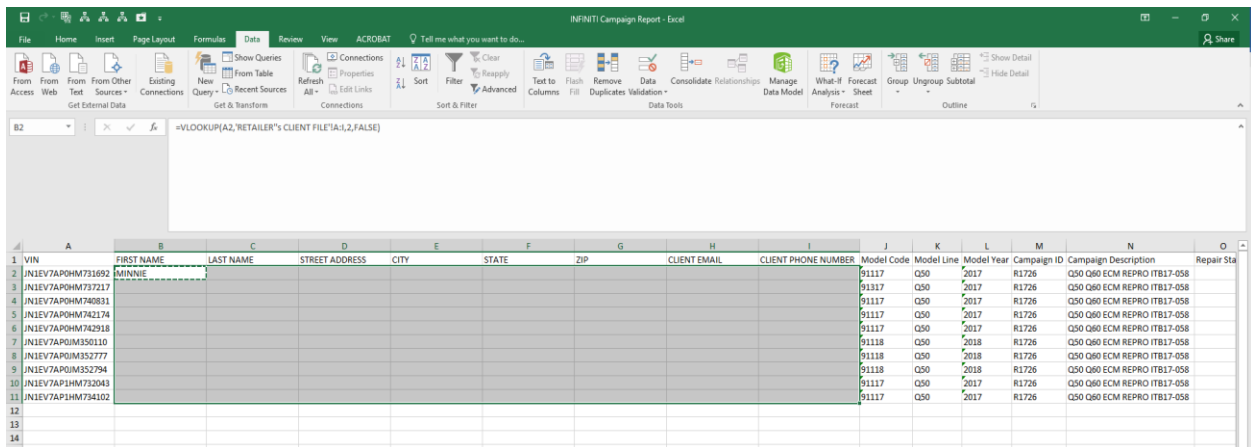 INFINITI Campaign Report - Excel
File Home Insert Page Layout Formulas Data Review View ACROBAT Tell me what you want to do... Share
Show Queries Connections Clear Show Detail
From Table Properties Reapply Hide Detail
Recent Sources Edit Links Advanced
From Access From Web From Text From Other Sources Existing Connections New Query Refresh All Sort Filter Text to Columns Flash Fill Remove Duplicates Data Validation Consolidate Relationships Manage Data Model What-If Analysis Forecast Sheet Group Ungroup Subtotal
Get External Data Get & Transform Connections Sort & Filter Data Tools Forecast Outline
B2 fx =VLOOKUP(A2,'RETAILER''s CLIENT FILE'!A:I,2,FALSE)
A B C D E F G H I J K L M N O
1 VIN FIRST NAME LAST NAME STREET ADDRESS CITY STATE ZIP CLIENT EMAIL CLIENT PHONE NUMBER Model Code Model Line Model Year Campaign ID Campaign Description Repair Sta
2 JN1EV7AP0HM731692 MINNIE 91117 Q50 2017 R1726 Q50 Q60 ECM REPRO ITB17-058
3 JN1EV7AP0HM737217 91317 Q50 2017 R1726 Q50 Q60 ECM REPRO ITB17-058
4 JN1EV7AP0HM740831 91117 Q50 2017 R1726 Q50 Q60 ECM REPRO ITB17-058
5 JN1EV7AP0HM742174 91117 Q50 2017 R1726 Q50 Q60 ECM REPRO ITB17-058
6 JN1EV7AP0HM742918 91117 Q50 2017 R1726 Q50 Q60 ECM REPRO ITB17-058
7 JN1EV7AP0JM350110 91118 Q50 2018 R1726 Q50 Q60 ECM REPRO ITB17-058
8 JN1EV7AP0JM352777 91118 Q50 2018 R1726 Q50 Q60 ECM REPRO ITB17-058
9 JN1EV7AP0JM352794 91118 Q50 2018 R1726 Q50 Q60 ECM REPRO ITB17-058
10 JN1EV7AP1HM732043 91117 Q50 2017 R1726 Q50 Q60 ECM REPRO ITB17-058
11 JN1EV7AP1HM734102 91117 Q50 2017 R1726 Q50 Q60 ECM REPRO ITB17-058
12
13
14